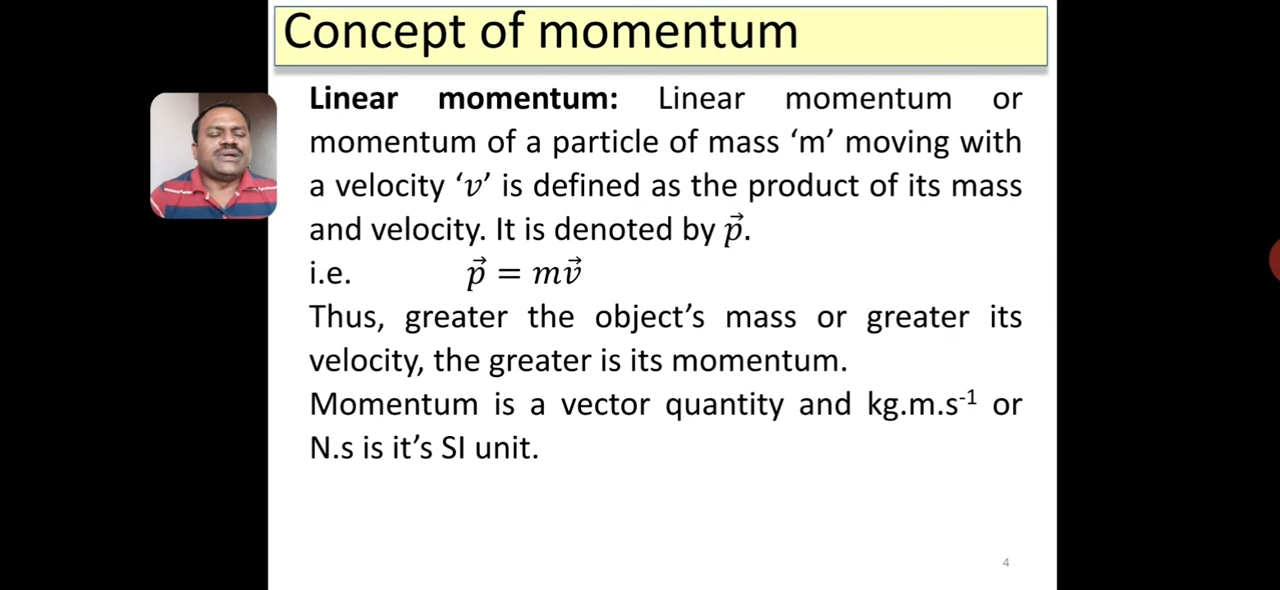 Concept of momentum
Linear momentum: Linear momentum or
momentum of a particle of mass ‘m’ moving with
a velocity ‘v’ is defined as the product of its mass
and velocity. It is denoted by p⃗.
i.e. p⃗ = mv⃗
Thus, greater the object’s mass or greater its
velocity, the greater is its momentum.
Momentum is a vector quantity and kg.m.s⁻¹ or
N.s is it’s SI unit.
4